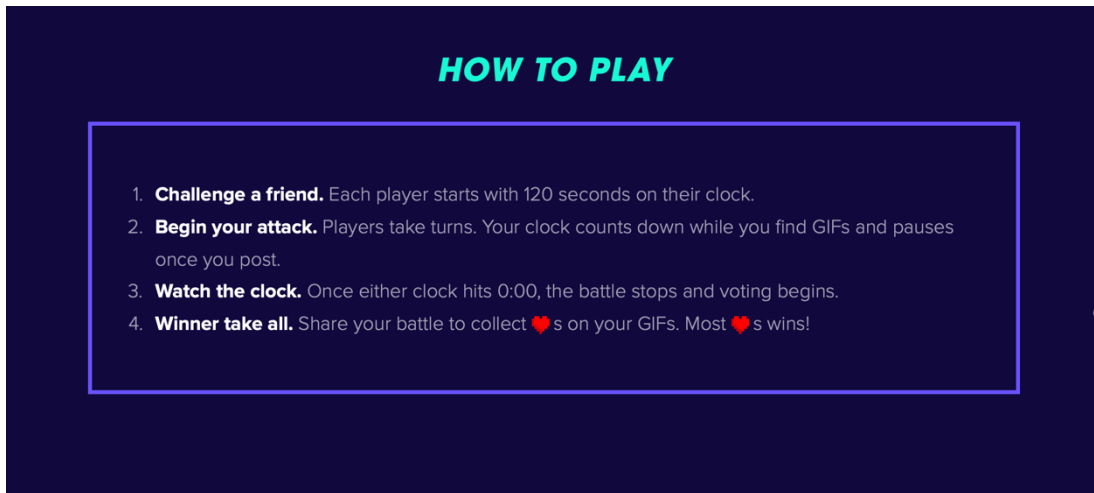 HOW TO PLAY
1. Challenge a friend. Each player starts with 120 seconds on their clock.
2. Begin your attack. Players take turns. Your clock counts down while you find GIFs and pauses
once you post.
3. Watch the clock. Once either clock hits 0:00, the battle stops and voting begins.
4. Winner take all. Share your battle to collect ♥s on your GIFs. Most ♥s wins!